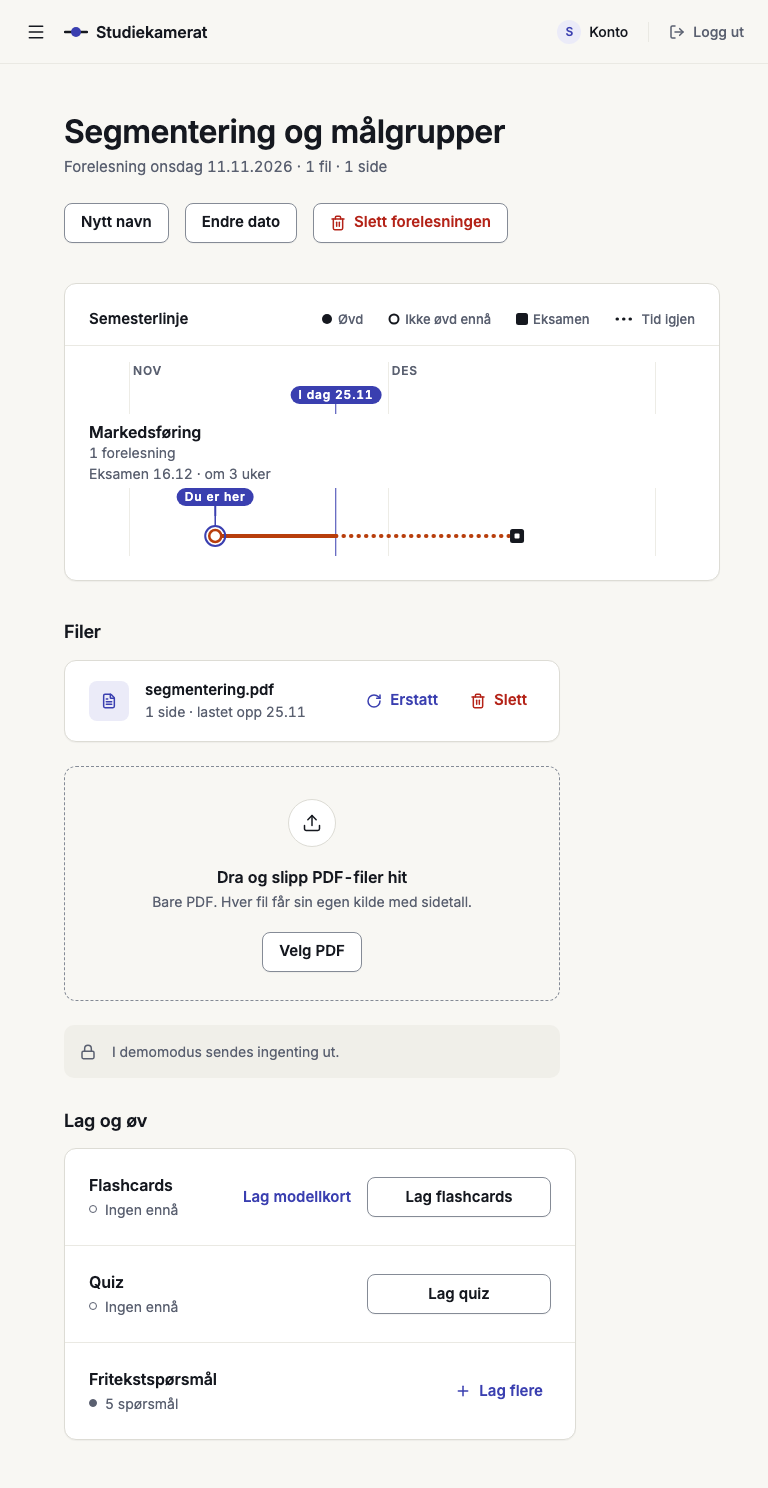 Studiekamerat
S Konto
Logg ut
Segmentering og målgrupper
Forelesning onsdag 11.11.2026 · 1 fil · 1 side
Nytt navn
Endre dato
Slett forelesningen
Semesterlinje
Øvd
Ikke øvd ennå
Eksamen
Tid igjen
NOV
DES
I dag 25.11
Markedsføring
1 forelesning
Eksamen 16.12 · om 3 uker
Du er her
Filer
segmentering.pdf
1 side · lastet opp 25.11
Erstatt
Slett
Dra og slipp PDF-filer hit
Bare PDF. Hver fil får sin egen kilde med sidetall.
Velg PDF
I demomodus sendes ingenting ut.
Lag og øv
Flashcards
Ingen ennå
Lag modellkort
Lag flashcards
Quiz
Ingen ennå
Lag quiz
Fritekstspørsmål
5 spørsmål
Lag flere